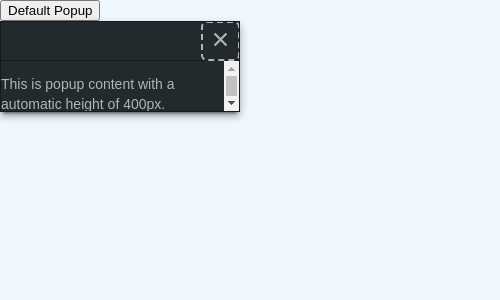 Default Popup
This is popup content with a
automatic height of 400px.